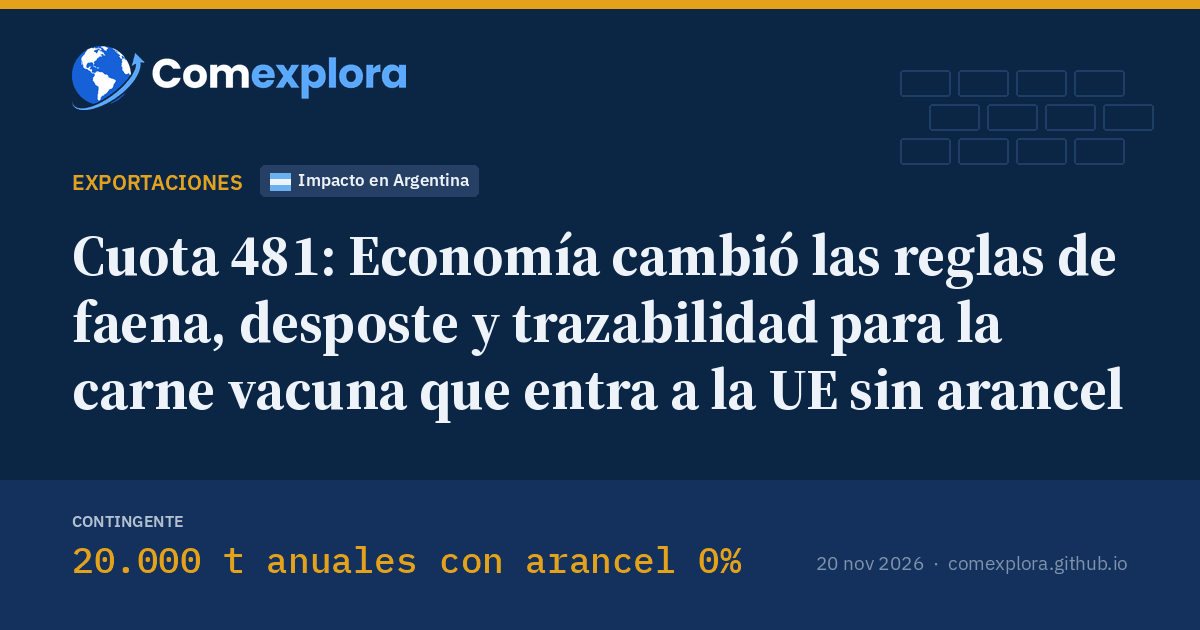 Comexplora
EXPORTACIONES
Impacto en Argentina
Cuota 481: Economía cambió las reglas de
faena, desposte y trazabilidad para la
carne vacuna que entra a la UE sin arancel
CONTINGENTE
20.000 t anuales con arancel 0%
20 nov 2026 · comexplora.github.io